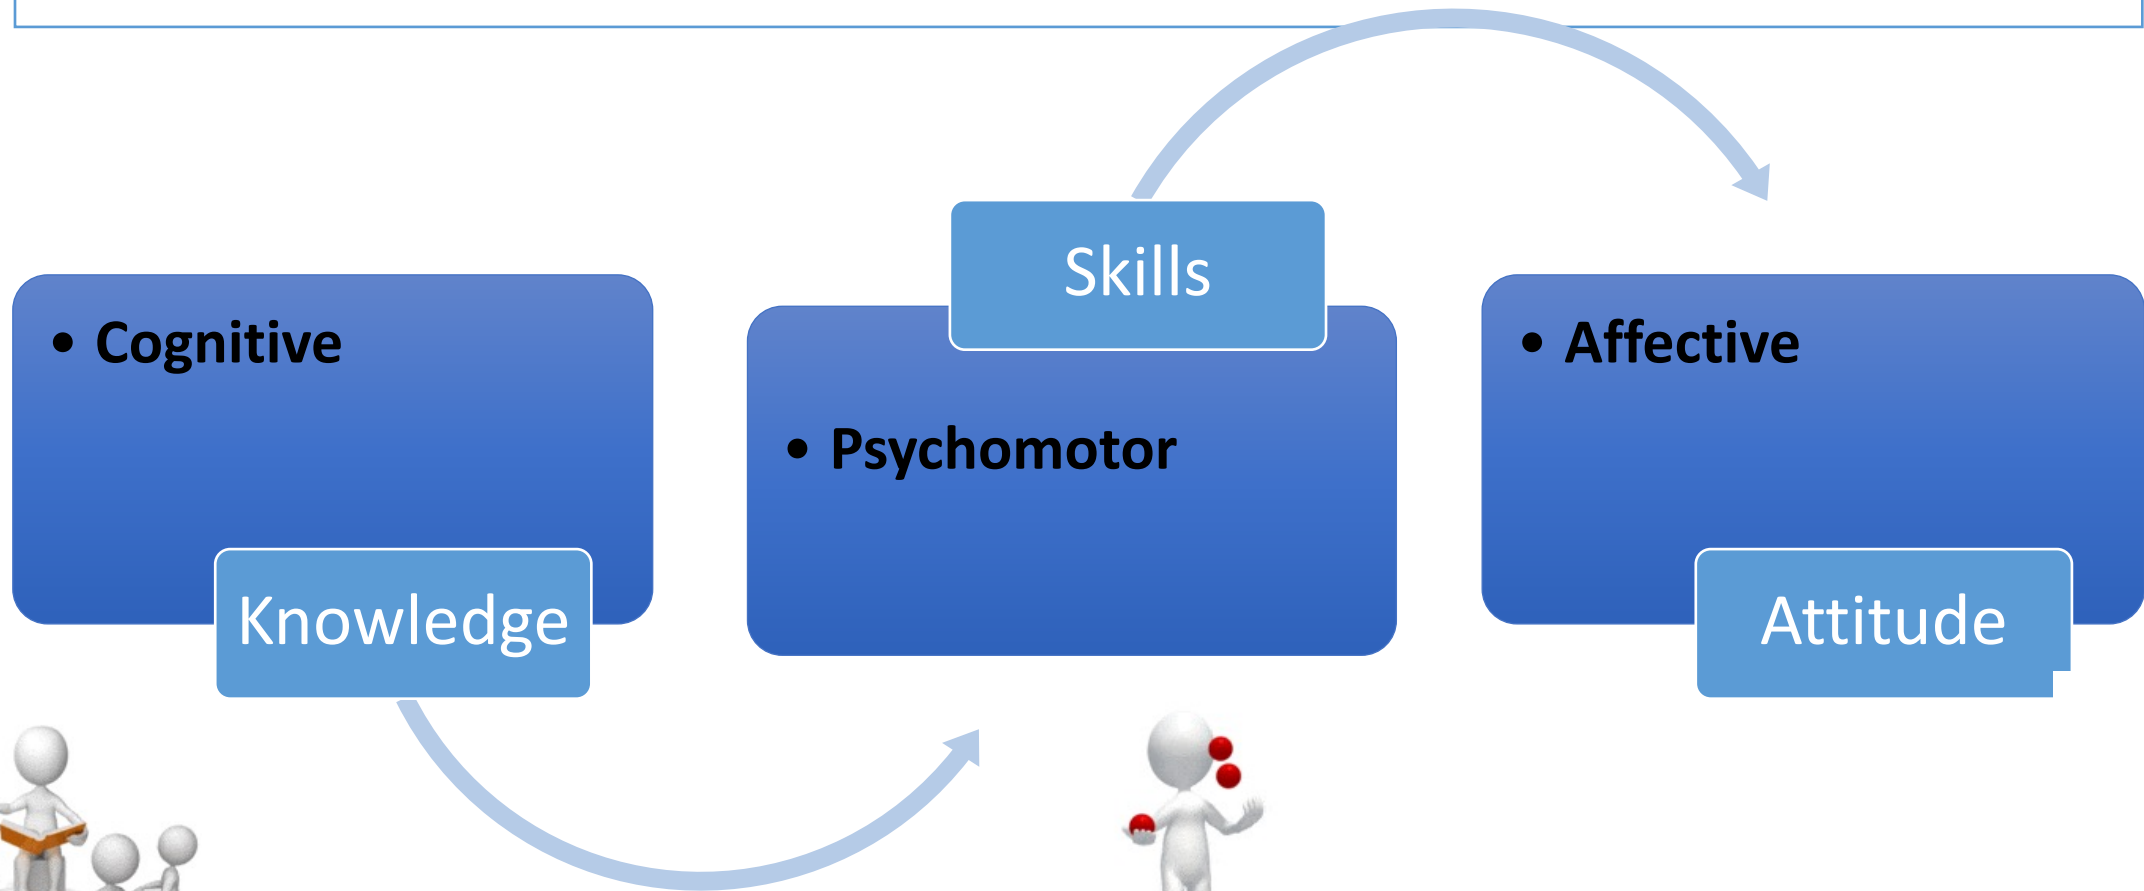 • Cognitive
Knowledge
Skills
• Psychomotor
• Affective
Attitude